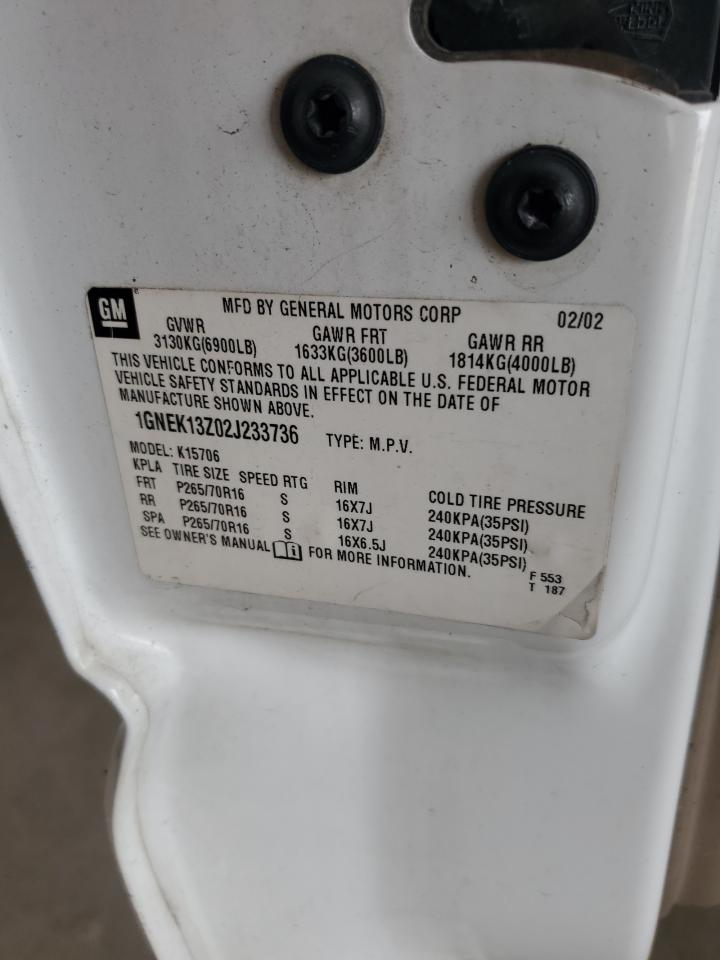 GM
MFD BY GENERAL MOTORS CORP 02/02
GVWR GAWR FRT GAWR RR
3130KG(6900LB) 1633KG(3600LB) 1814KG(4000LB)
THIS VEHICLE CONFORMS TO ALL APPLICABLE U.S. FEDERAL MOTOR
VEHICLE SAFETY STANDARDS IN EFFECT ON THE DATE OF
MANUFACTURE SHOWN ABOVE.
1GNEK13Z02J233736 TYPE: M.P.V.
MODEL: K15706
KPLA TIRE SIZE SPEED RTG RIM COLD TIRE PRESSURE
FRT P265/70R16 S 16X7J 240KPA(35PSI)
RR P265/70R16 S 16X7J 240KPA(35PSI)
SPA P265/70R16 S 16X6.5J 240KPA(35PSI)
SEE OWNER'S MANUAL FOR MORE INFORMATION.
F 553
T 187